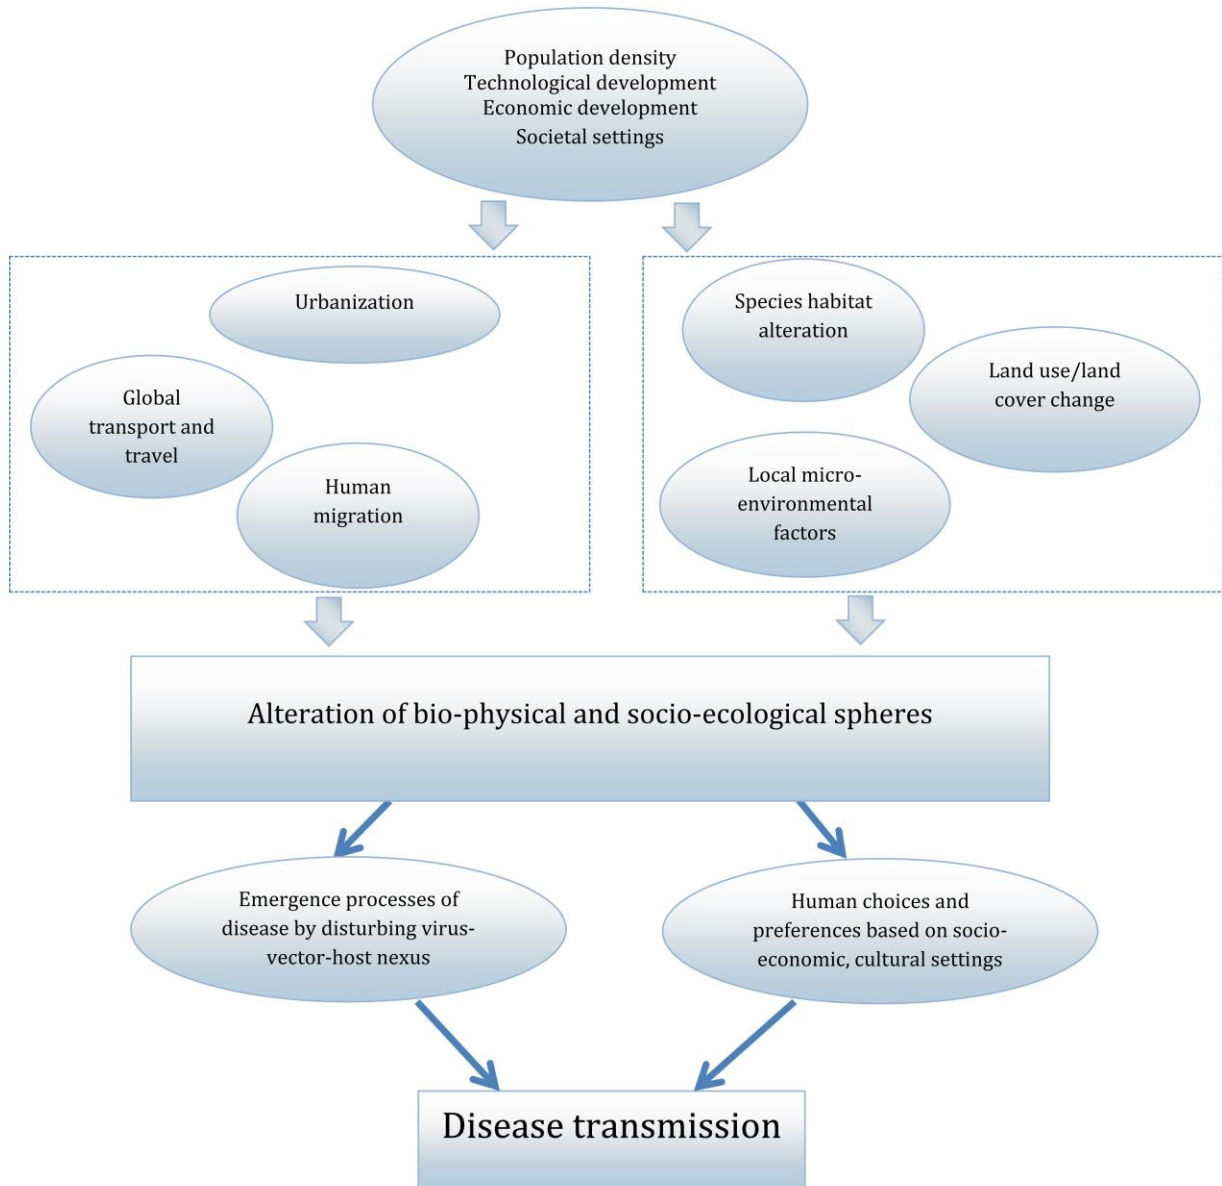 Population density
Technological development
Economic development
Societal settings
Urbanization
Global
transport and
travel
Human
migration
Species habitat
alteration
Land use/land
cover change
Local micro-
environmental
factors
Alteration of bio-physical and socio-ecological spheres
Emergence processes of
disease by disturbing virus-
vector-host nexus
Human choices and
preferences based on socio-
economic, cultural settings
Disease transmission